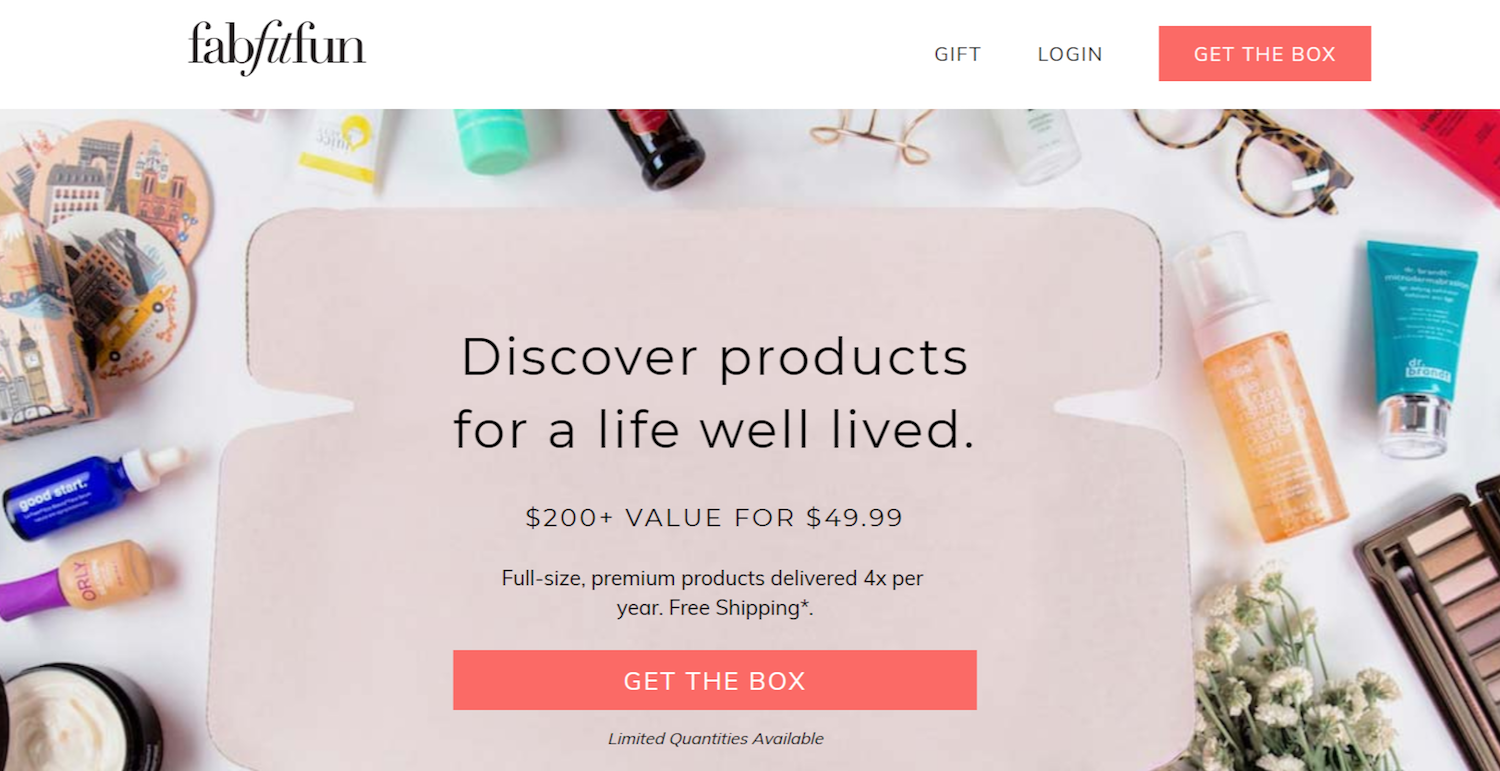 fabfitfun
GIFT
LOGIN
GET THE BOX
Discover products
for a life well lived.
$200+ VALUE FOR $49.99
Full-size, premium products delivered 4x per
year. Free Shipping*.
GET THE BOX
Limited Quantities Available
good start.
ORLY
dr. brandt
microdermabrasion
dr.
brandt